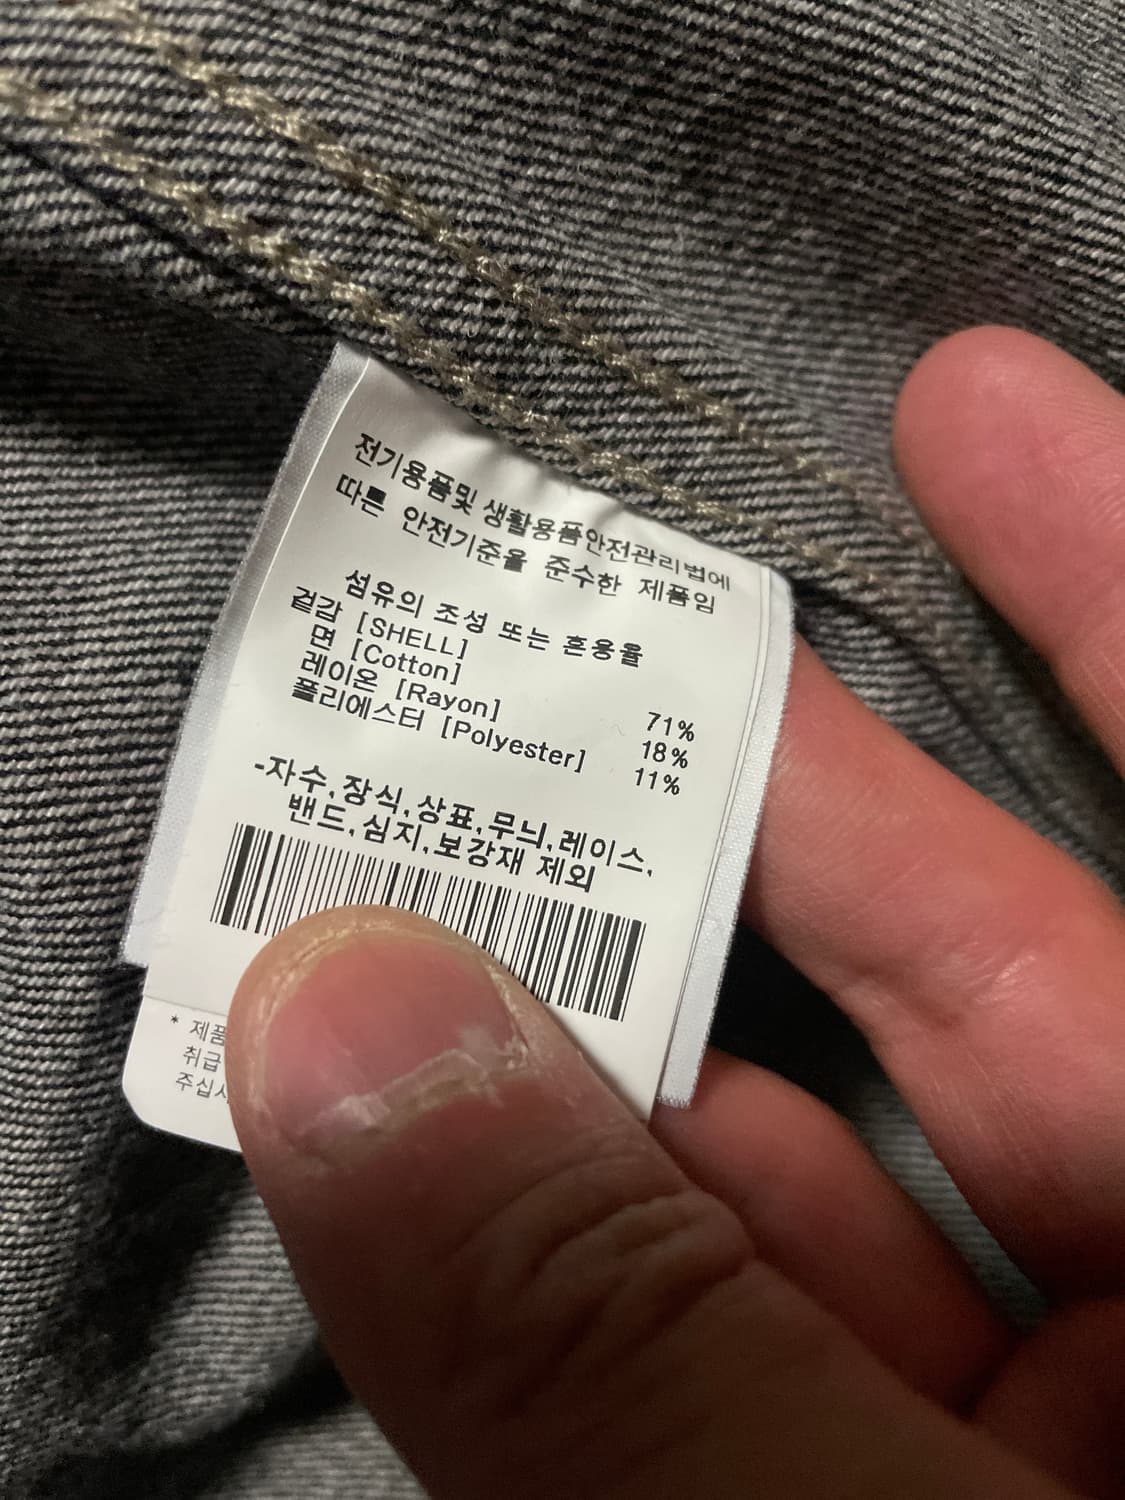 전기용품및 생활용품안전관리법에
따른 안전기준을 준수한 제품임
섬유의 조성 또는 혼용율
겉감 [SHELL]
면 [Cotton] 71%
레이온 [Rayon] 18%
폴리에스터 [Polyester] 11%
-자수,장식,상표,무늬,레이스,
밴드,심지,보강재 제외
* 제품
취급